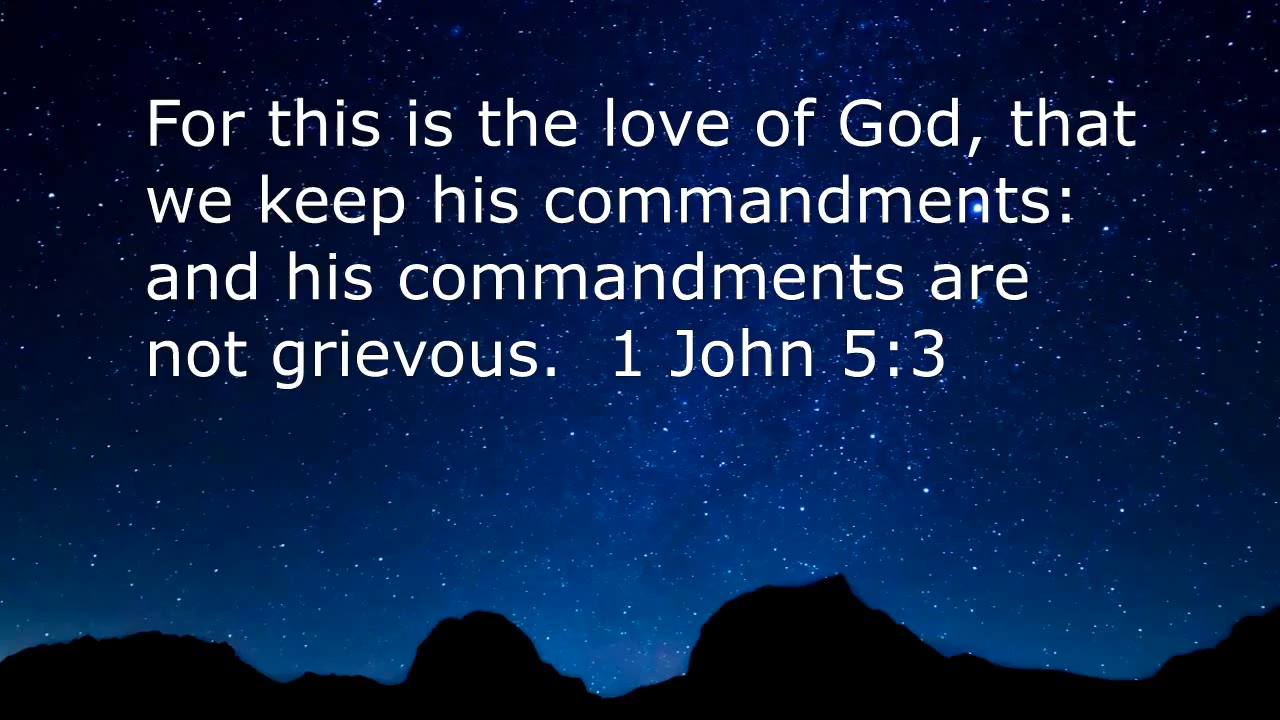 For this is the love of God, that
we keep his commandments:
and his commandments are
not grievous.  1 John 5:3